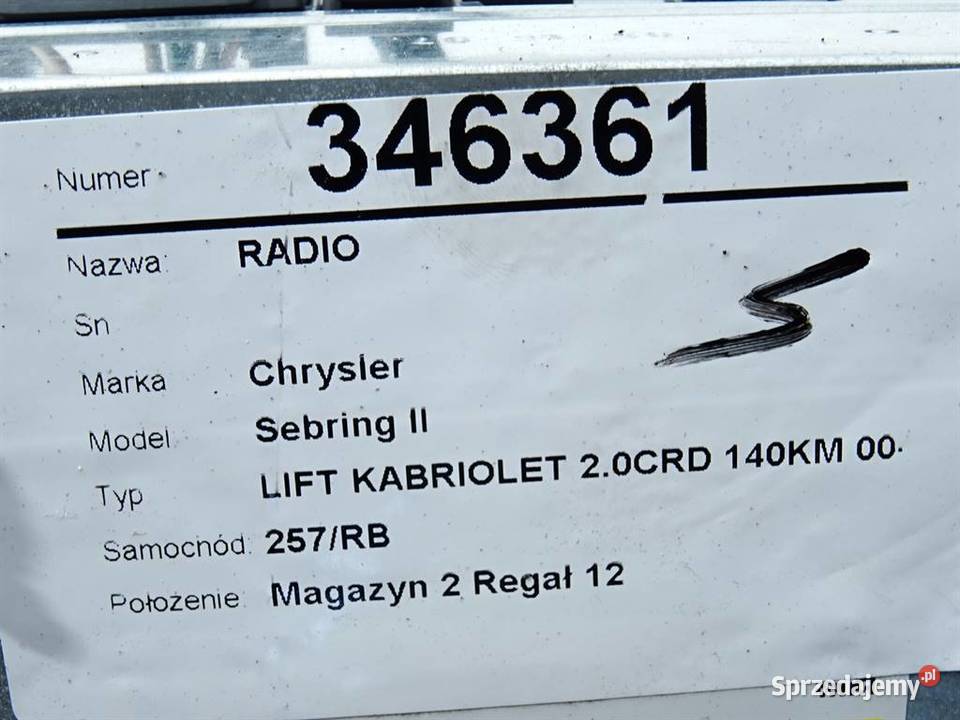 Numer 346361
Nazwa: RADIO
Sn
Marka Chrysler
Model Sebring II
Typ LIFT KABRIOLET 2.0CRD 140KM 00-
Samochód: 257/RB
Położenie: Magazyn 2 Regał 12
S
Sprzedajemy.pl